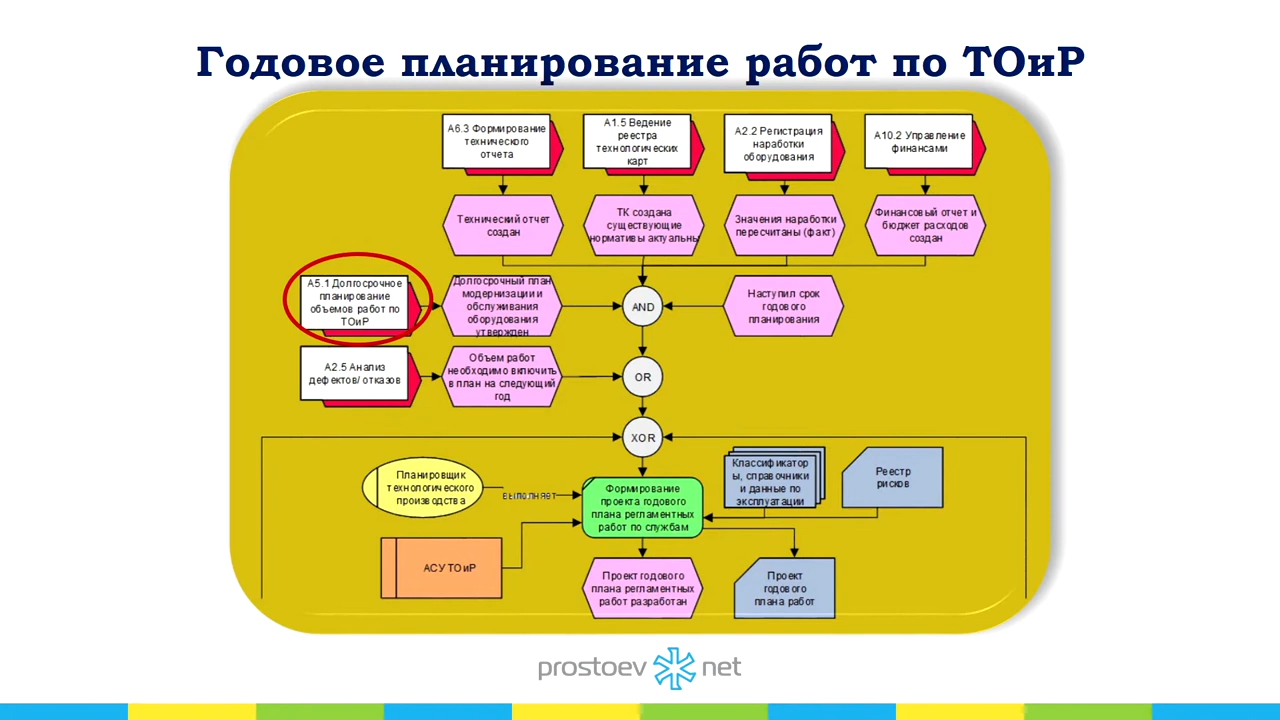 Годовое планирование работ по ТОиР
А6.3 Формирование
технического
отчета
А1.5 Ведение
реестра
технологических
карт
А2.2 Регистрация
наработки
оборудования
А10.2 Управление
финансами
Технический отчет
создан
ТК создана
существующие
нормативы актуальны
Значения наработки
пересчитаны (факт)
Финансовый отчет и
бюджет расходов
создан
А5.1 Долгосрочное
планирование
объемов работ по
ТОиР
Долгосрочный план
модернизации и
обслуживания
оборудования
утвержден
AND
Наступил срок
годового
планирования
А2.5 Анализ
дефектов/ отказов
Объем работ
необходимо включить
в план на следующий
год
OR
XOR
Планировщик
технологического
производства
выполняет
Формирование
проекта годового
плана регламентных
работ по службам
Классификатор
ы, справочники
и данные по
эксплуатации
Реестр
рисков
АСУ ТОиР
Проект годового
плана регламентных
работ разработан
Проект
годового
плана работ
prostoev net